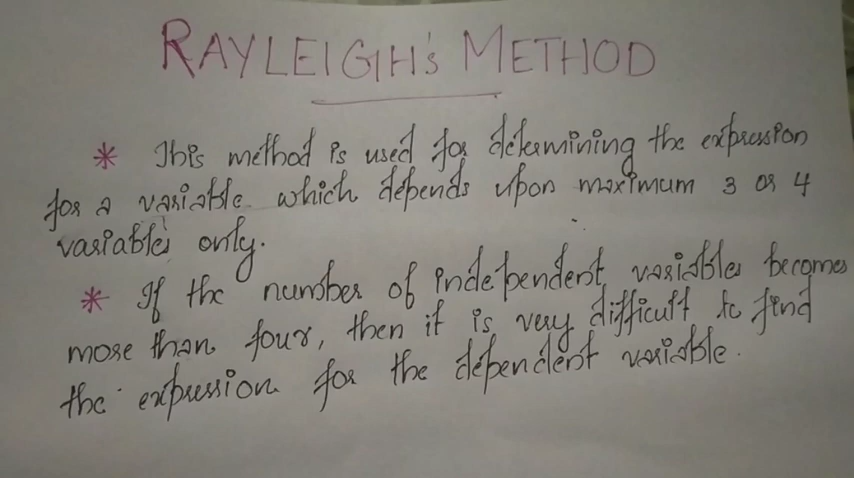 RAYLEIGH's METHOD
* This method is used for determining the expression
for a variable which depends upon maximum 3 or 4
variables only.
* If the number of independent variables becomes
more than four, then it is very difficult to find
the expression for the dependent variable.